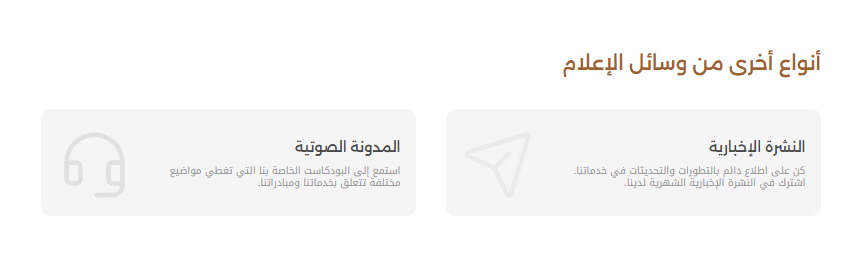 أنواع أخرى من وسائل الإعلام
النشرة الإخبارية
كن على اطلاع دائم بالتطورات والتحديثات في خدماتنا.
اشترك في النشرة الإخبارية الشهرية لدينا.
المدونة الصوتية
استمع إلى البودكاست الخاصة بنا التي تغطي مواضيع
مختلفة تتعلق بخدماتنا ومبادراتنا.